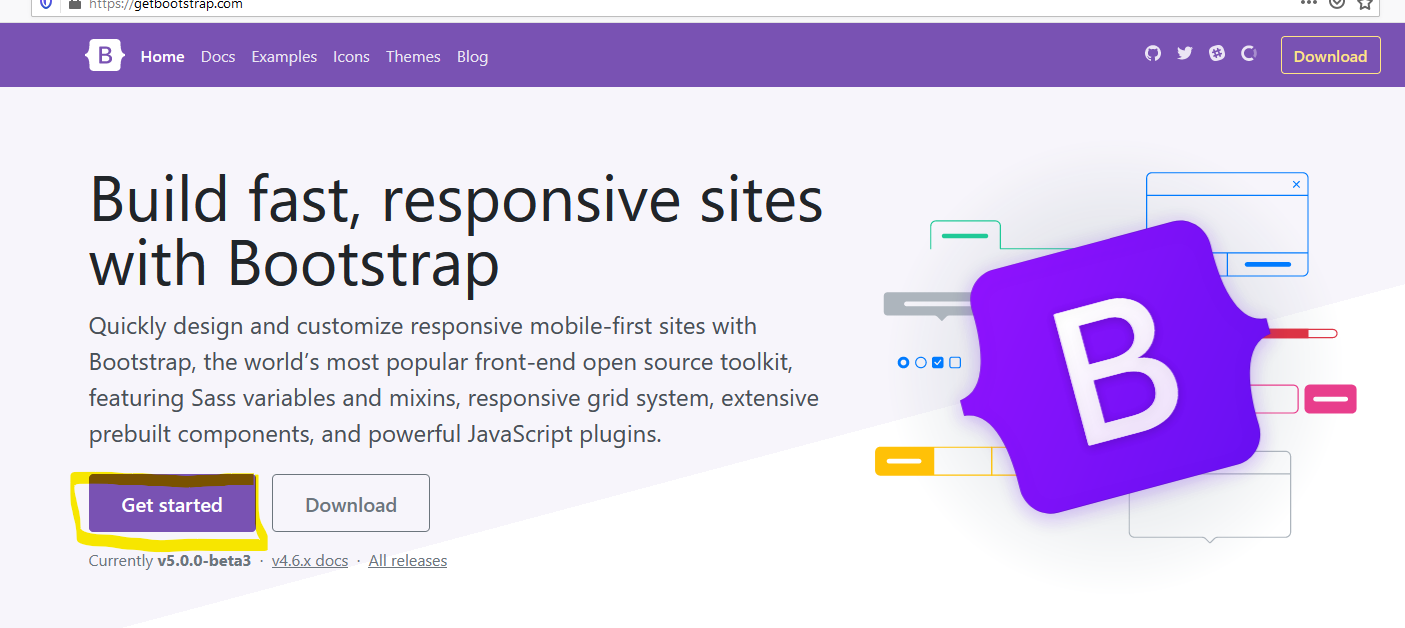 https://getbootstrap.com
B Home Docs Examples Icons Themes Blog Download
Build fast, responsive sites
with Bootstrap
Quickly design and customize responsive mobile-first sites with
Bootstrap, the world’s most popular front-end open source toolkit,
featuring Sass variables and mixins, responsive grid system, extensive
prebuilt components, and powerful JavaScript plugins.
B
Get started Download
Currently v5.0.0-beta3 · v4.6.x docs · All releases